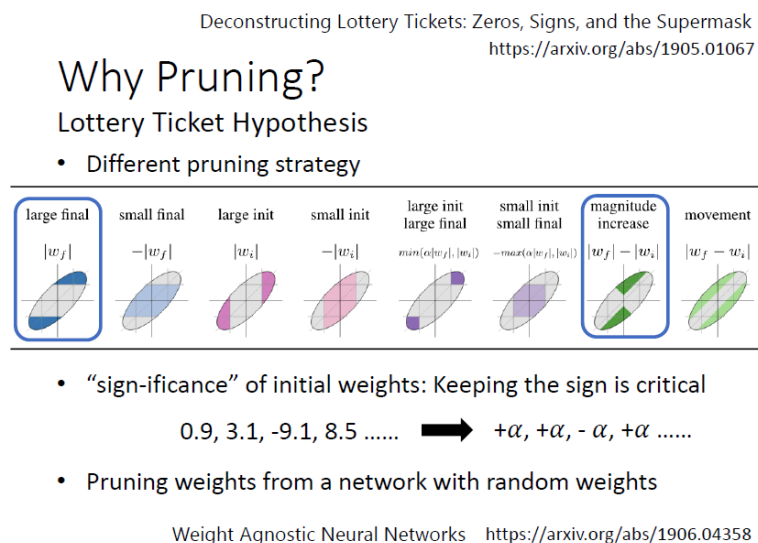 Deconstructing Lottery Tickets: Zeros, Signs, and the Supermask
https://arxiv.org/abs/1905.01067
Why Pruning?
Lottery Ticket Hypothesis
• Different pruning strategy
large final
|w_f|
small final
−|w_f|
large init
|w_i|
small init
−|w_i|
large init
large final
min(α|w_f|, |w_i|)
small init
small final
−max(α|w_f|, |w_i|)
magnitude
increase
|w_f| − |w_i|
movement
|w_f − w_i|
• “sign-ificance” of initial weights: Keeping the sign is critical
0.9, 3.1, -9.1, 8.5 …… +α, +α, - α, +α ……
• Pruning weights from a network with random weights
Weight Agnostic Neural Networks https://arxiv.org/abs/1906.04358